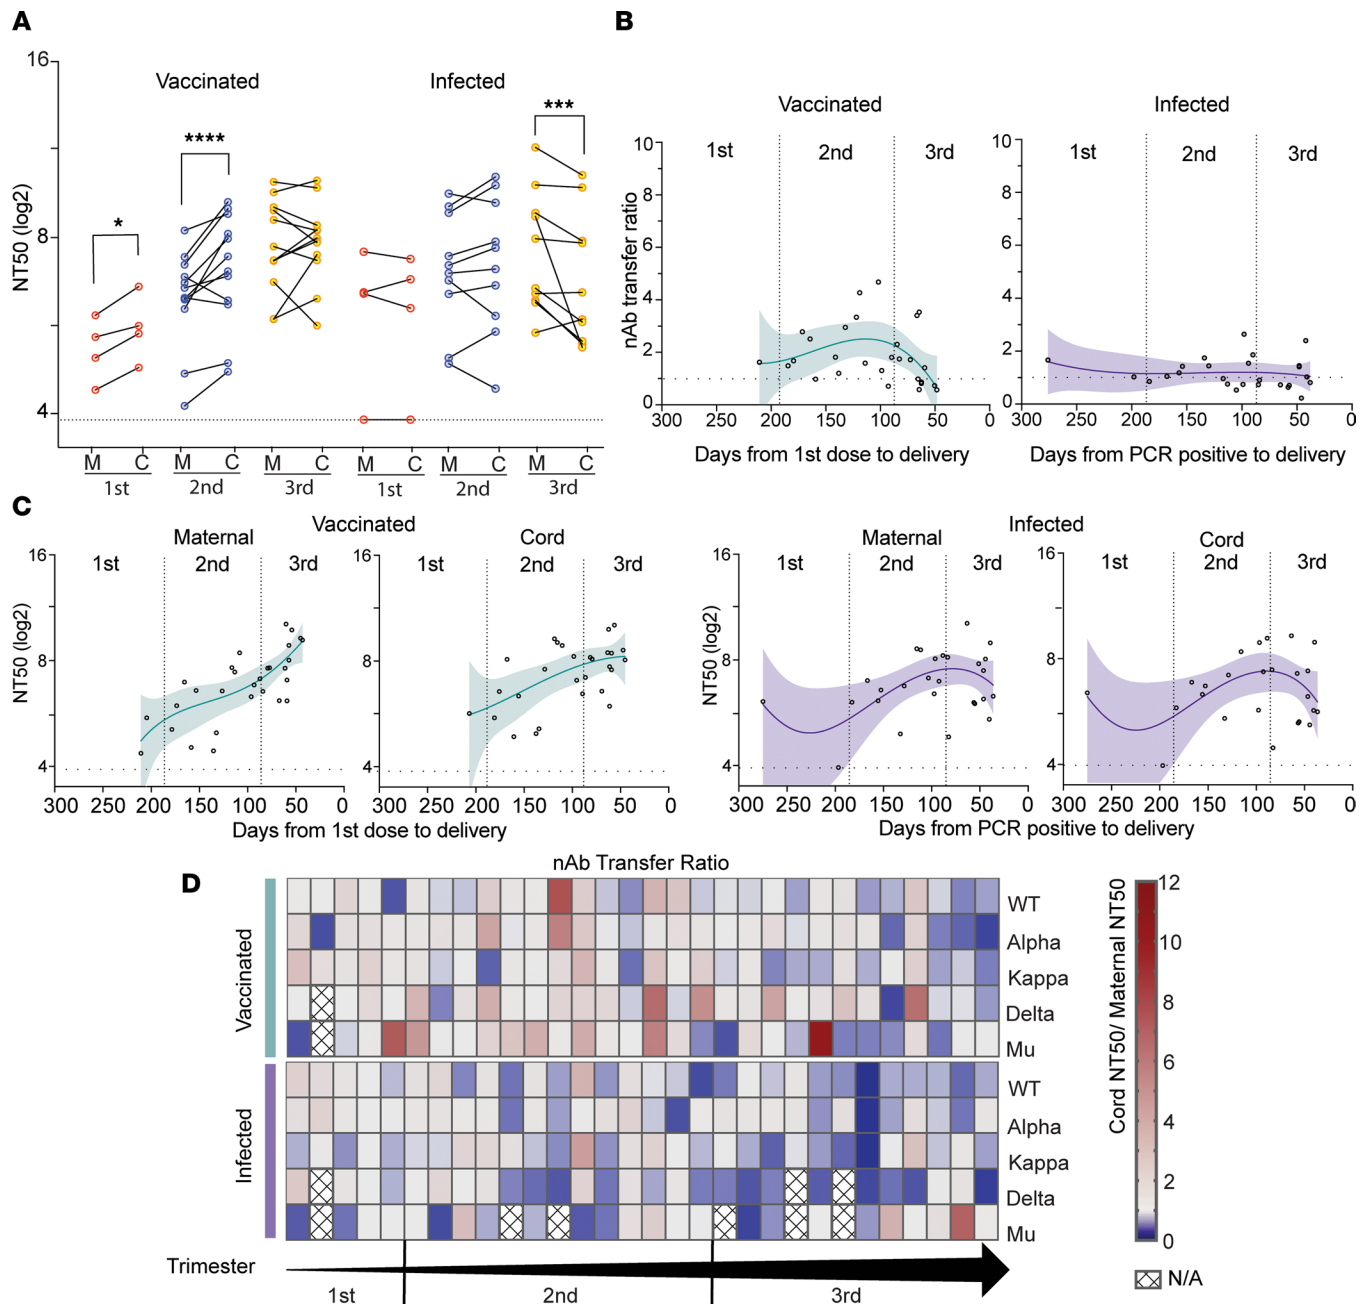 A
B
16
8
4
NT50 (log2)
Vaccinated
Infected
*
****
***
M C M C M C M C M C M C
1st 2nd 3rd 1st 2nd 3rd
Vaccinated
Infected
nAb transfer ratio
10
8
6
4
2
0
1st 2nd 3rd
300 250 200 150 100 50 0
Days from 1st dose to delivery
10
8
6
4
2
0
1st 2nd 3rd
300 250 200 150 100 50 0
Days from PCR positive to delivery
C
Vaccinated
Infected
Maternal
Cord
Maternal
Cord
NT50 (log2)
16
8
4
1st 2nd 3rd
300 250 200 150 100 50 0
16
8
4
1st 2nd 3rd
300 250 200 150 100 50 0
Days from 1st dose to delivery
NT50 (log2)
16
8
4
1st 2nd 3rd
300 250 200 150 100 50 0
16
8
4
1st 2nd 3rd
300 250 200 150 100 50 0
Days from PCR positive to delivery
D
nAb Transfer Ratio
Vaccinated
WT
Alpha
Kappa
Delta
Mu
Infected
WT
Alpha
Kappa
Delta
Mu
Trimester
1st 2nd 3rd
Cord NT50/ Maternal NT50
12
10
8
6
4
2
0
N/A